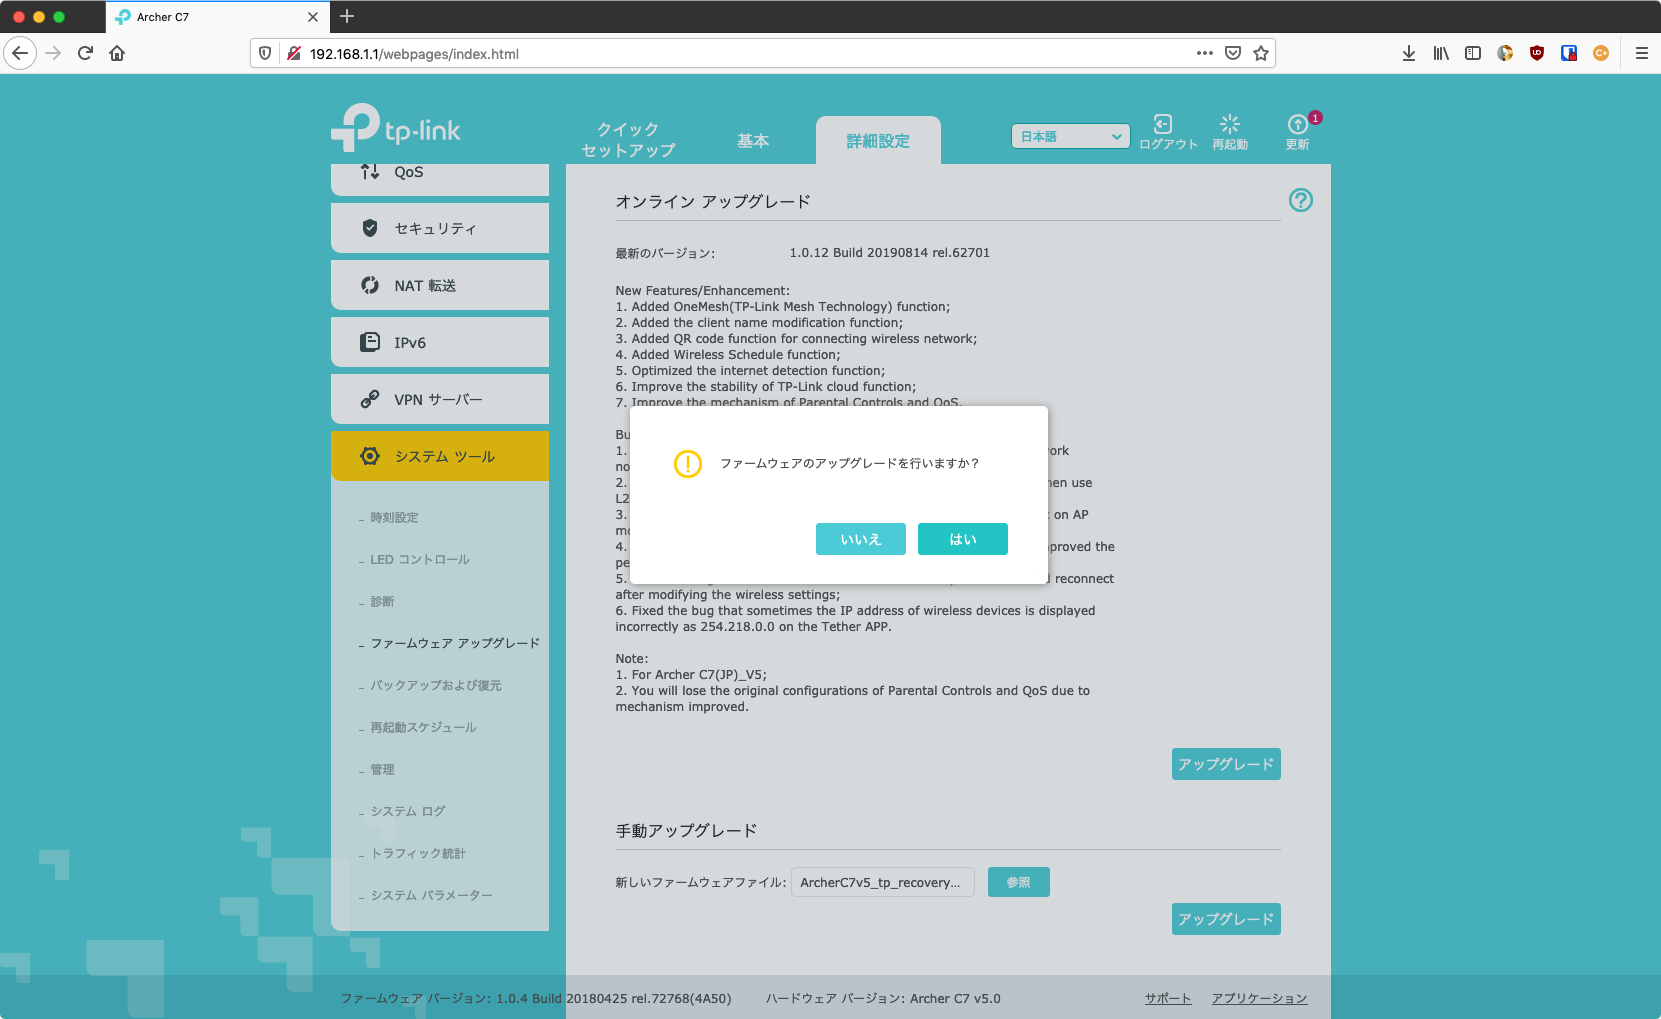 Archer C7
192.168.1.1/webpages/index.html
tp-link
クイック
セットアップ
基本
詳細設定
日本語
ログアウト
再起動
更新
1
QoS
セキュリティ
NAT 転送
IPv6
VPN サーバー
システム ツール
時刻設定
LED コントロール
診断
ファームウェア アップグレード
バックアップおよび復元
再起動スケジュール
管理
システム ログ
トラフィック統計
システム パラメーター
オンライン アップグレード
最新のバージョン: 1.0.12 Build 20190814 rel.62701
New Features/Enhancement:
1. Added OneMesh(TP-Link Mesh Technology) function;
2. Added the client name modification function;
3. Added QR code function for connecting wireless network;
4. Added Wireless Schedule function;
5. Optimized the internet detection function;
6. Improve the stability of TP-Link cloud function;
7. Improve the mechanism of Parental Controls and QoS.
Bu
1. ork
no
2. en use
L2
3. on AP
mo
4. proved the
pe
5. reconnect
after modifying the wireless settings;
6. Fixed the bug that sometimes the IP address of wireless devices is displayed
incorrectly as 254.218.0.0 on the Tether APP.
ファームウェアのアップグレードを行いますか？
いいえ
はい
Note:
1. For Archer C7(JP)_V5;
2. You will lose the original configurations of Parental Controls and QoS due to
mechanism improved.
アップグレード
手動アップグレード
新しいファームウェアファイル: ArcherC7v5_tp_recovery... 参照
アップグレード
ファームウェア バージョン: 1.0.4 Build 20180425 rel.72768(4A50) ハードウェア バージョン: Archer C7 v5.0 サポート アプリケーション